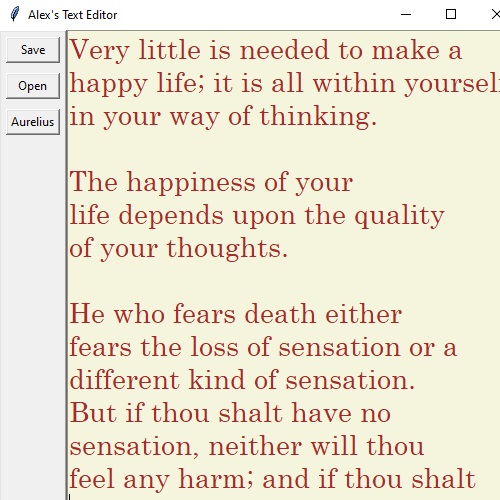 Alex's Text Editor
Save
Open
Aurelius
Very little is needed to make a
happy life; it is all within yoursel
in your way of thinking.
The happiness of your
life depends upon the quality
of your thoughts.
He who fears death either
fears the loss of sensation or a
different kind of sensation.
But if thou shalt have no
sensation, neither will thou
feel any harm; and if thou shalt